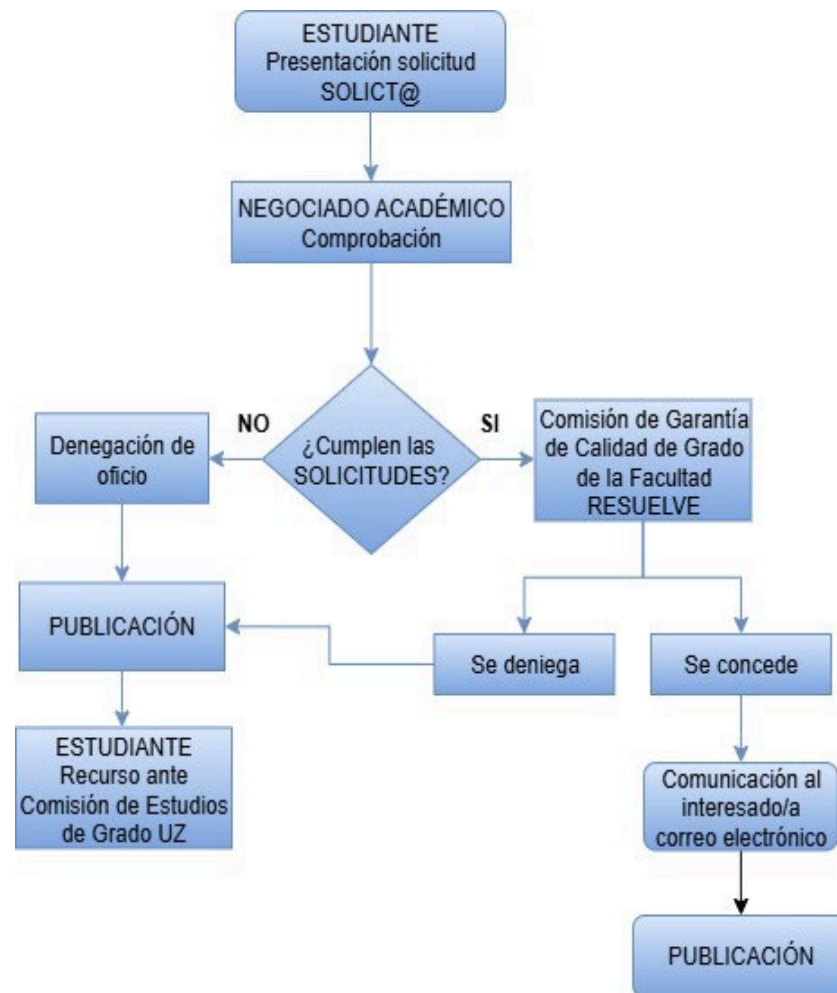 ESTUDIANTE
Presentación solicitud
SOLICT@
NEGOCIADO ACADÉMICO
Comprobación
NO
¿Cumplen las
SOLICITUDES?
SI
Denegación de
oficio
Comisión de Garantía
de Calidad de Grado
de la Facultad
RESUELVE
PUBLICACIÓN
Se deniega
Se concede
ESTUDIANTE
Recurso ante
Comisión de Estudios
de Grado UZ
Comunicación al
interesado/a
correo electrónico
PUBLICACIÓN